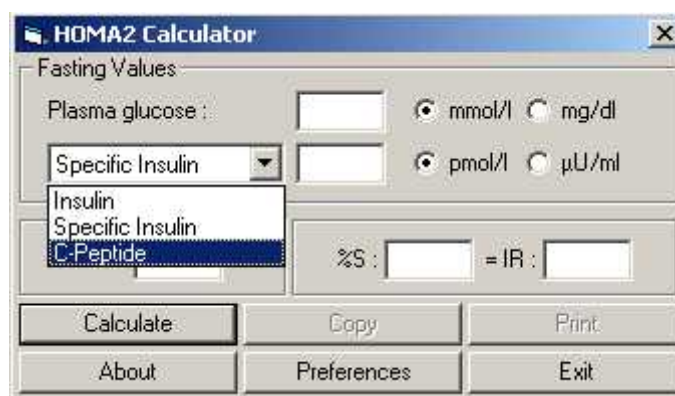 HOMA2 Calculator
Fasting Values
Plasma glucose : mmol/l mg/dl
Specific Insulin pmol/l µU/ml
Insulin
Specific Insulin
C-Peptide
%S : = IR :
Calculate Copy Print
About Preferences Exit